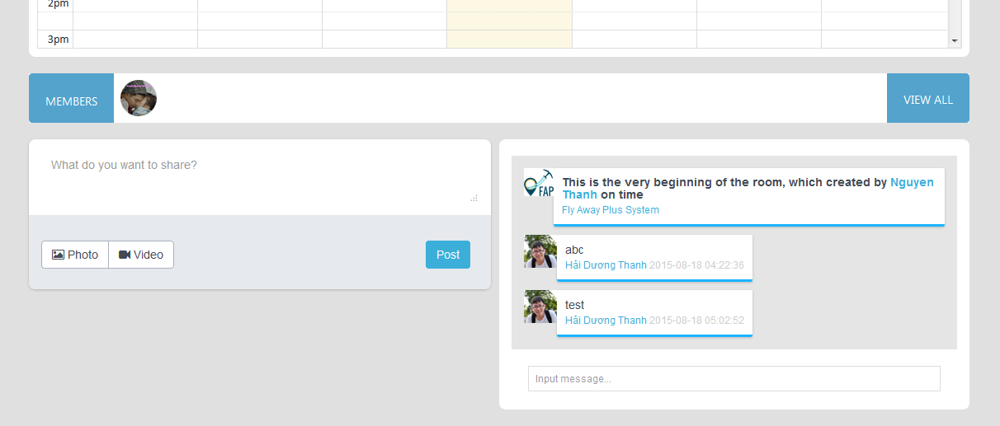 2pm
3pm
MEMBERS
VIEW ALL
What do you want to share?
Photo
Video
Post
FAP
This is the very beginning of the room, which created by Nguyen
Thanh on time
Fly Away Plus System
abc
Hải Dương Thanh 2015-08-18 04:22:36
test
Hải Dương Thanh 2015-08-18 05:02:52
Input message...